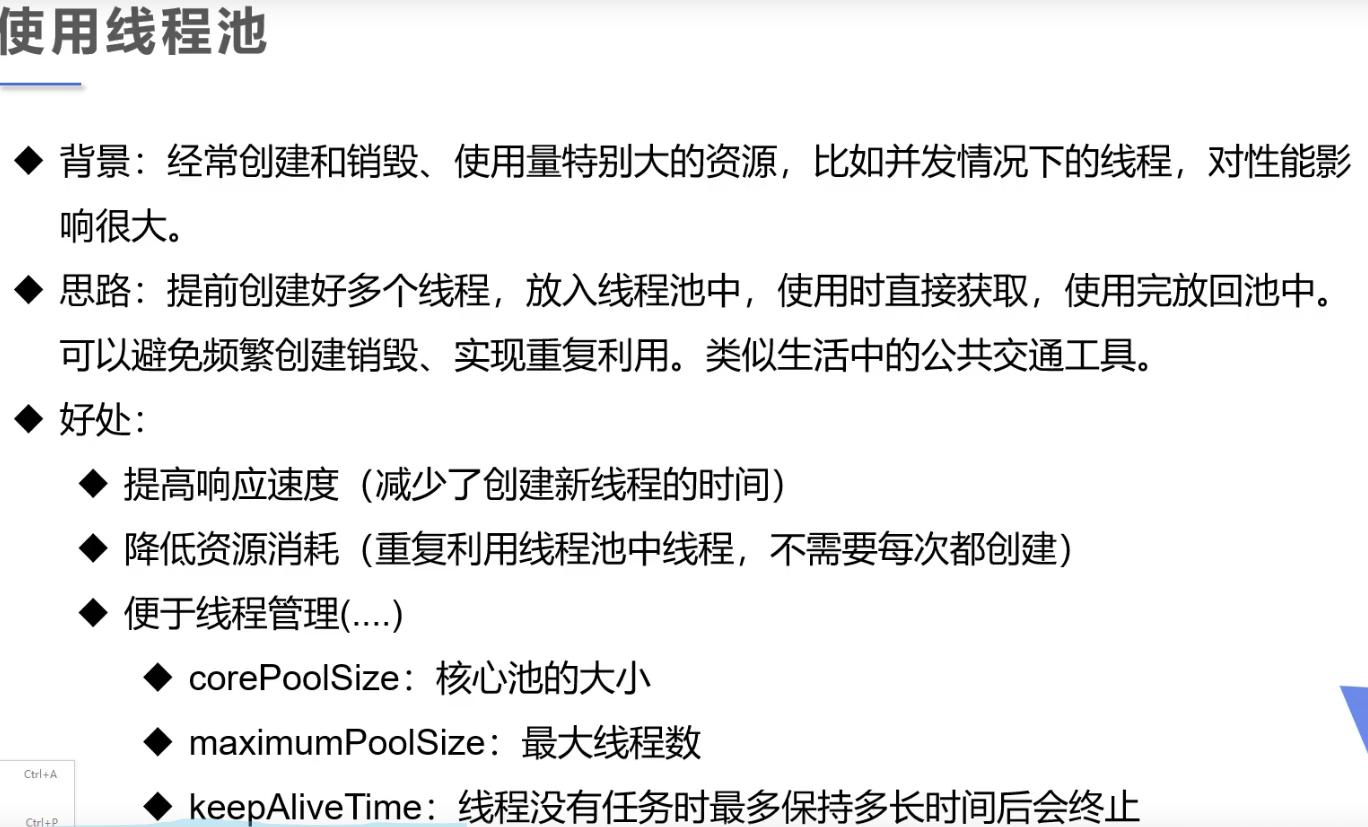 使用线程池
◆ 背景：经常创建和销毁、使用量特别大的资源，比如并发情况下的线程，对性能影
响很大。
◆ 思路：提前创建好多个线程，放入线程池中，使用时直接获取，使用完放回池中。
可以避免频繁创建销毁、实现重复利用。类似生活中的公共交通工具。
◆ 好处：
◆ 提高响应速度（减少了创建新线程的时间）
◆ 降低资源消耗（重复利用线程池中线程，不需要每次都创建）
◆ 便于线程管理(....)
◆ corePoolSize：核心池的大小
◆ maximumPoolSize：最大线程数
Ctrl+A
◆ keepAliveTime：线程没有任务时最多保持多长时间后会终止
Ctrl+P